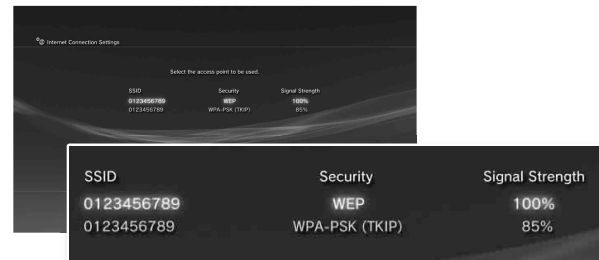 Internet Connection Settings
Select the access point to be used.
SSID Security Signal Strength
0123456789 WEP 100%
0123456789 WPA-PSK (TKIP) 85%
SSID Security Signal Strength
0123456789 WEP 100%
0123456789 WPA-PSK (TKIP) 85%